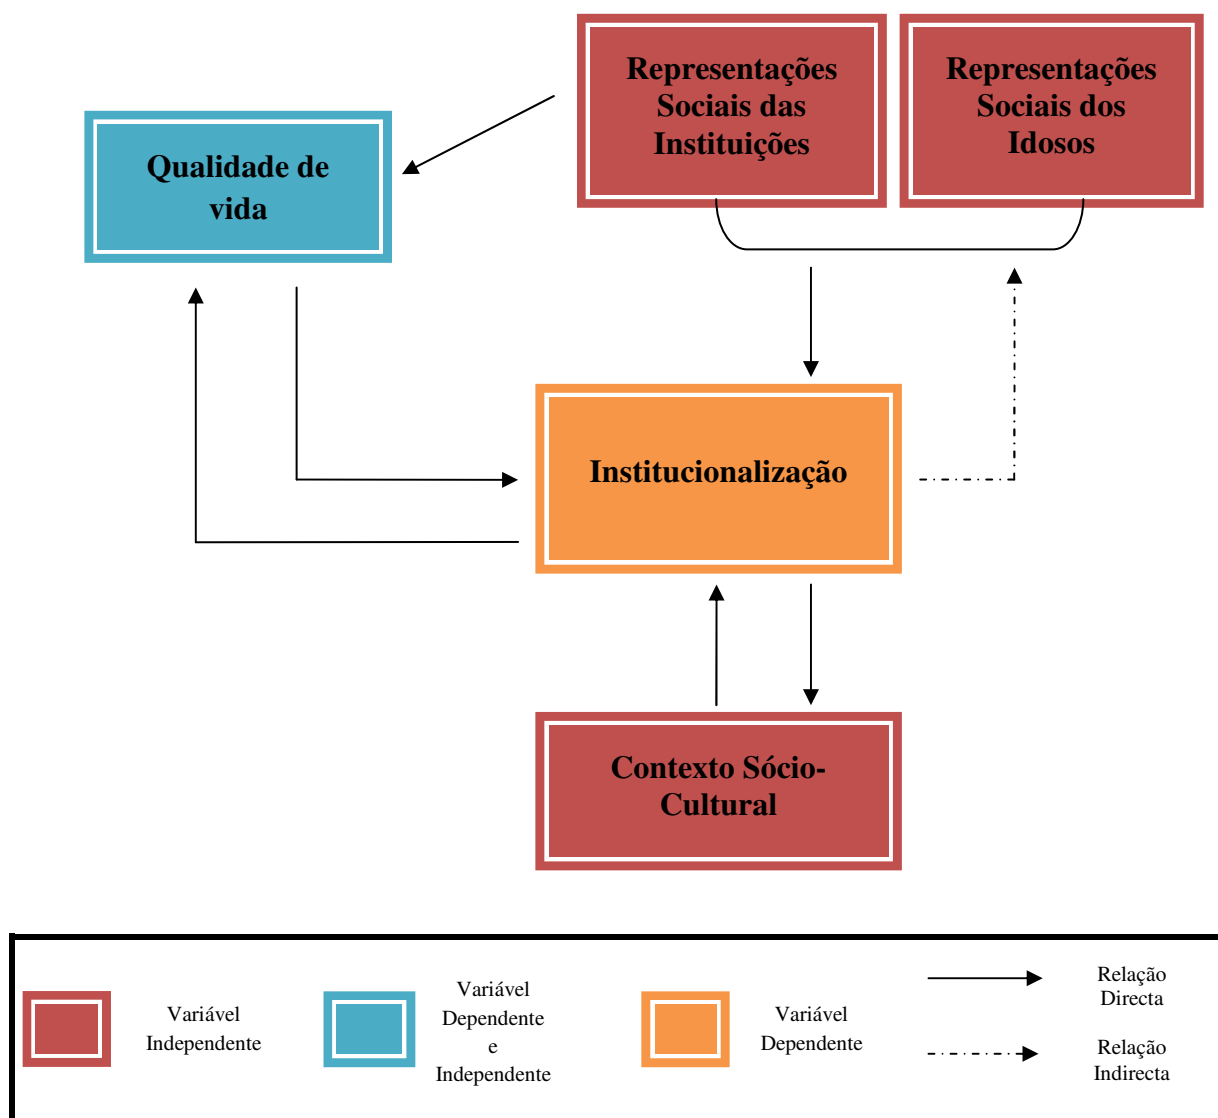 Representações
Sociais das
Instituições
Representações
Sociais dos
Idosos
Qualidade de
vida
Institucionalização
Contexto Sócio-
Cultural
Variável
Independente
Variável
Dependente
e
Independente
Variável
Dependente
Relação
Directa
Relação
Indirecta